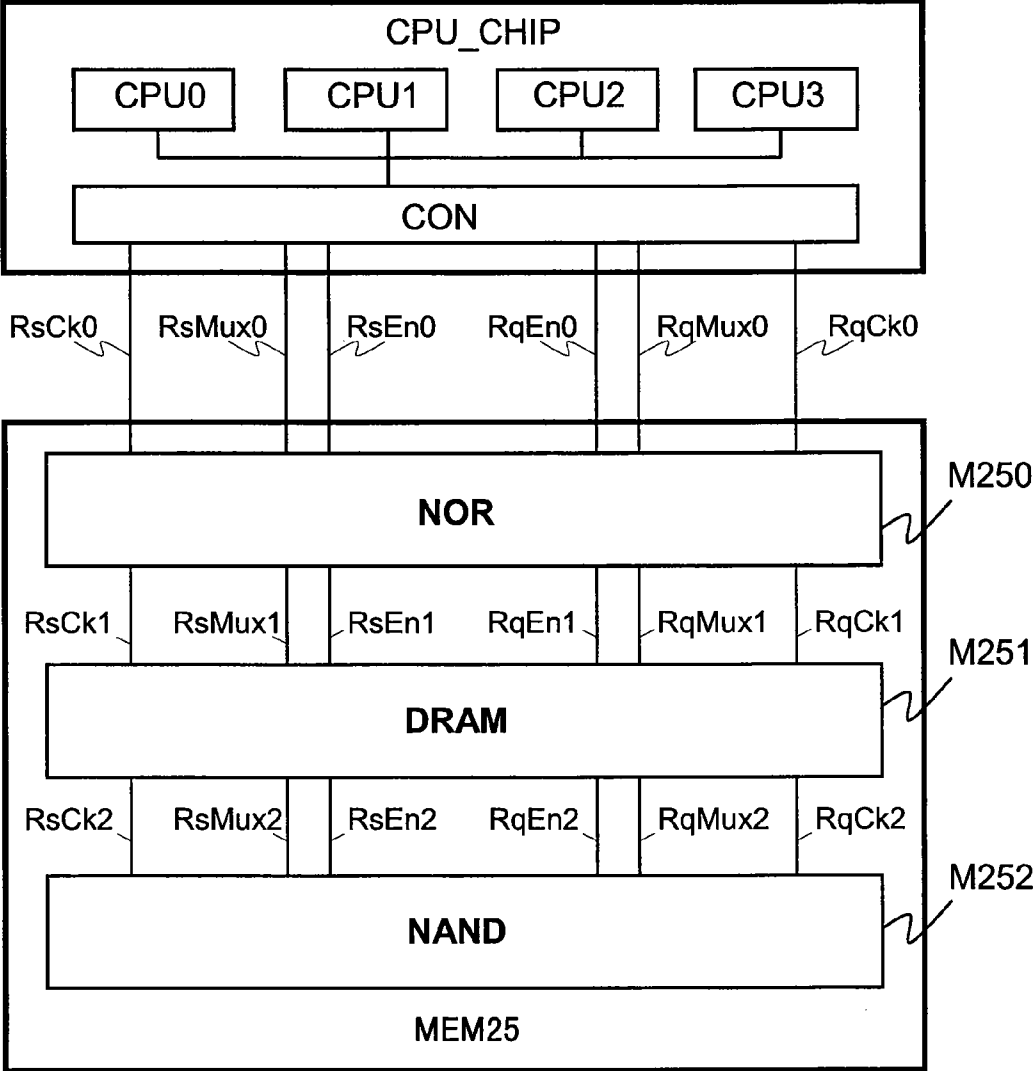 CPU_CHIP
CPU0 CPU1 CPU2 CPU3
CON
RsCk0 RsMux0 RsEn0 RqEn0 RqMux0 RqCk0
NOR
M250
RsCk1 RsMux1 RsEn1 RqEn1 RqMux1 RqCk1
M251
DRAM
RsCk2 RsMux2 RsEn2 RqEn2 RqMux2 RqCk2
M252
NAND
MEM25